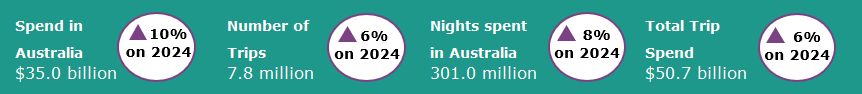 Spend in
Australia
$35.0 billion
10%
on 2024
Number of
Trips
7.8 million
6%
on 2024
Nights spent
in Australia
301.0 million
8%
on 2024
Total Trip
Spend
$50.7 billion
6%
on 2024